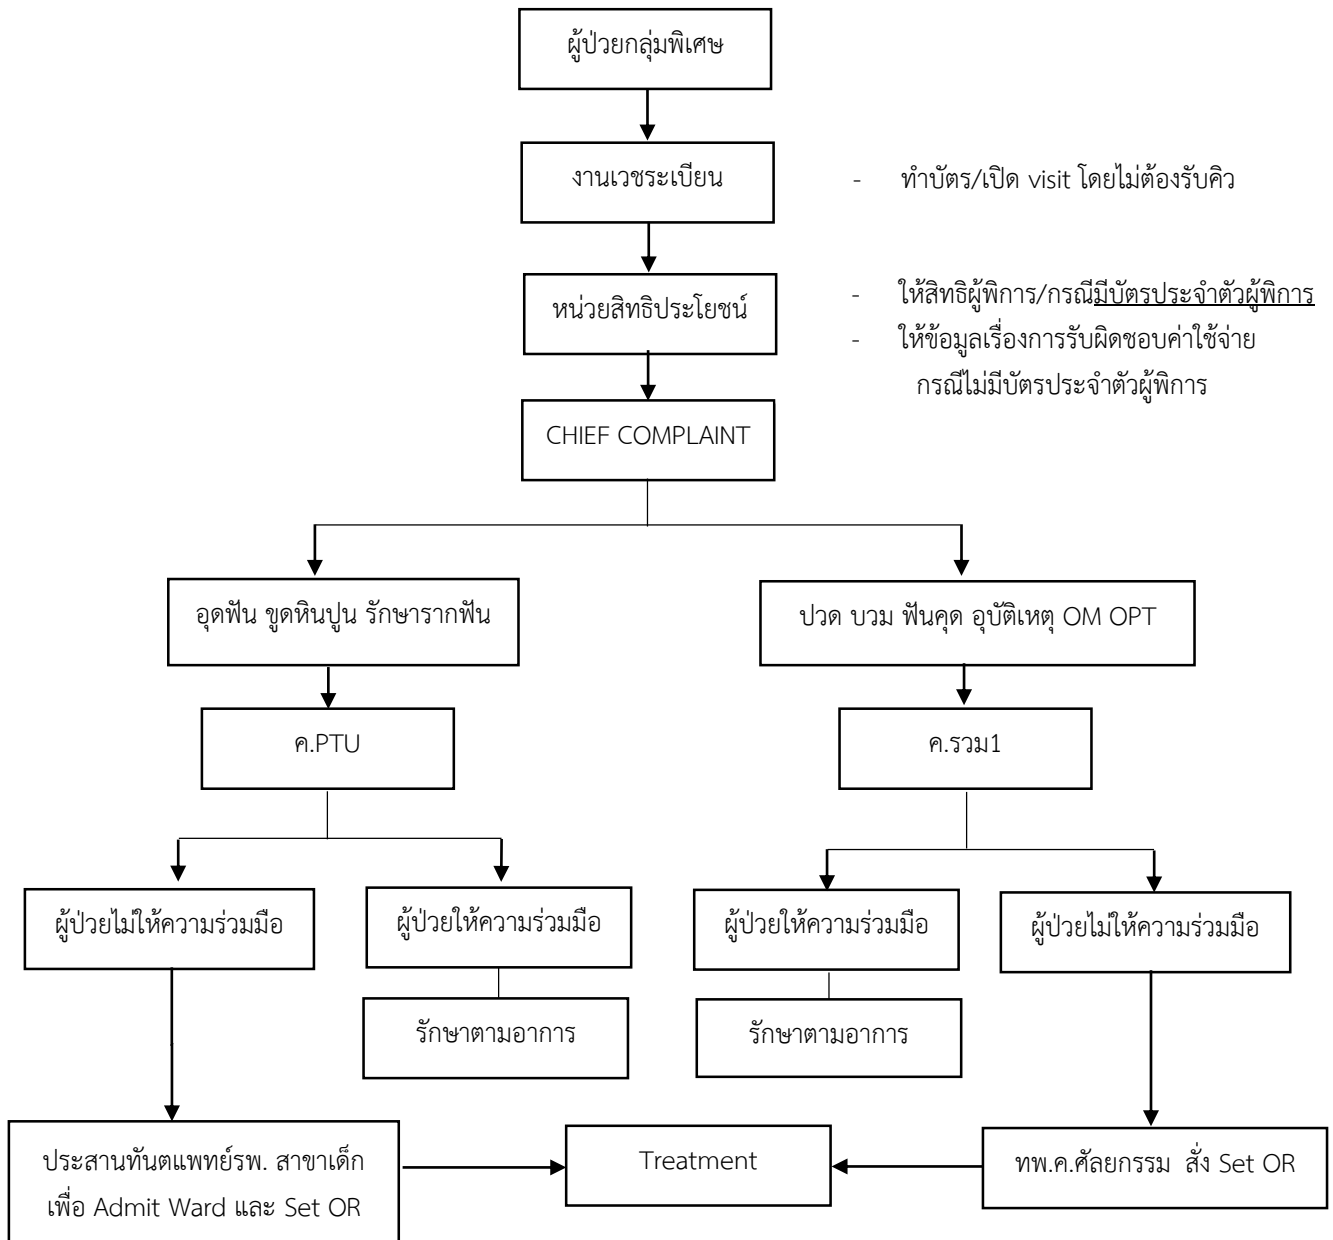 ผู้ป่วยกลุ่มพิเศษ
งานเวชระเบียน
- ทำบัตร/เปิด visit โดยไม่ต้องรับคิว
หน่วยสิทธิประโยชน์
- ให้สิทธิผู้พิการ/กรณีมีบัตรประจำตัวผู้พิการ
- ให้ข้อมูลเรื่องการรับผิดชอบค่าใช้จ่าย
กรณีไม่มีบัตรประจำตัวผู้พิการ
CHIEF COMPLAINT
อุดฟัน ขูดหินปูน รักษารากฟัน
ปวด บวม ฟันคุด อุบัติเหตุ OM OPT
ค.PTU
ค.รวม1
ผู้ป่วยไม่ให้ความร่วมมือ
ผู้ป่วยให้ความร่วมมือ
ผู้ป่วยให้ความร่วมมือ
ผู้ป่วยไม่ให้ความร่วมมือ
รักษาตามอาการ
รักษาตามอาการ
ประสานทันตแพทย์รพ. สาขาเด็ก
เพื่อ Admit Ward และ Set OR
Treatment
ทพ.ค.ศัลยกรรม สั่ง Set OR